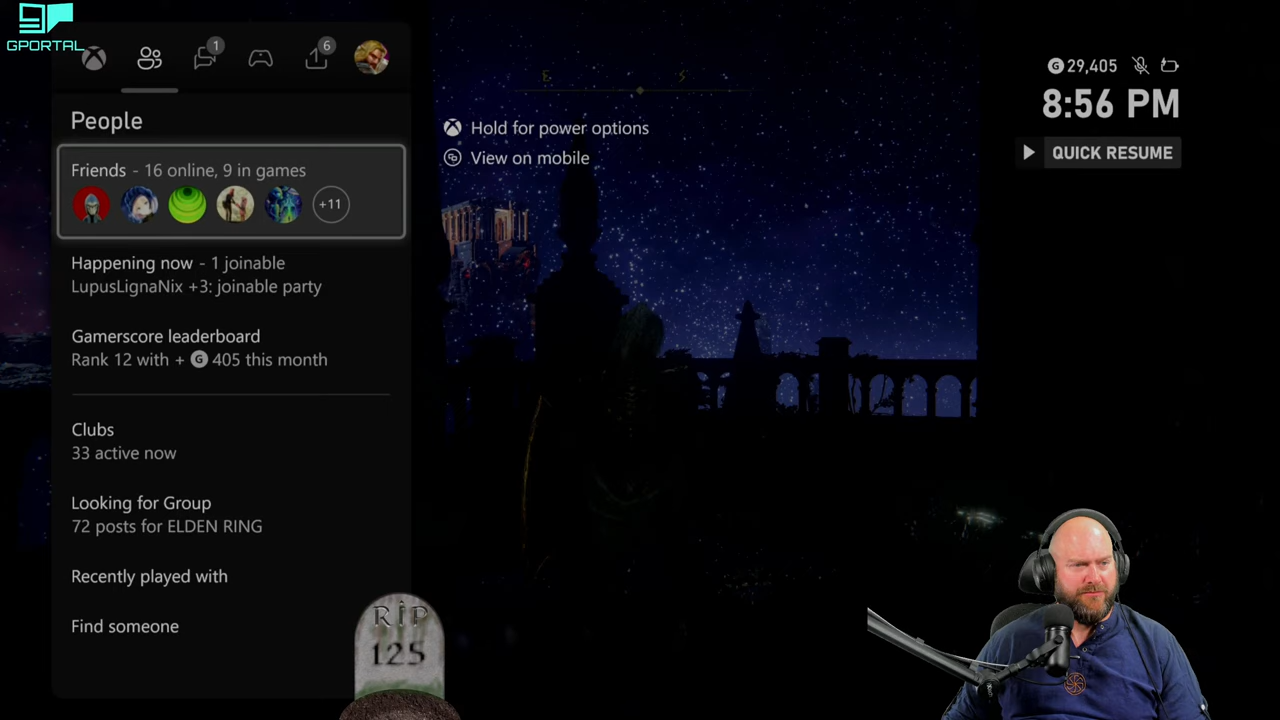 GPORTAL
1
6
People
Friends - 16 online, 9 in games
+11
Happening now - 1 joinable
LupusLignaNix +3: joinable party
Gamerscore leaderboard
Rank 12 with + G 405 this month
Clubs
33 active now
Looking for Group
72 posts for ELDEN RING
Recently played with
Find someone
E S
Hold for power options
View on mobile
G 29,405
8:56 PM
QUICK RESUME
RIP
125